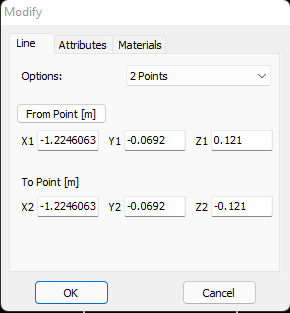 Modify
Line Attributes Materials
Options: 2 Points
From Point [m]
X1 -1.2246063 Y1 -0.0692 Z1 0.121
To Point [m]
X2 -1.2246063 Y2 -0.0692 Z2 -0.121
OK Cancel